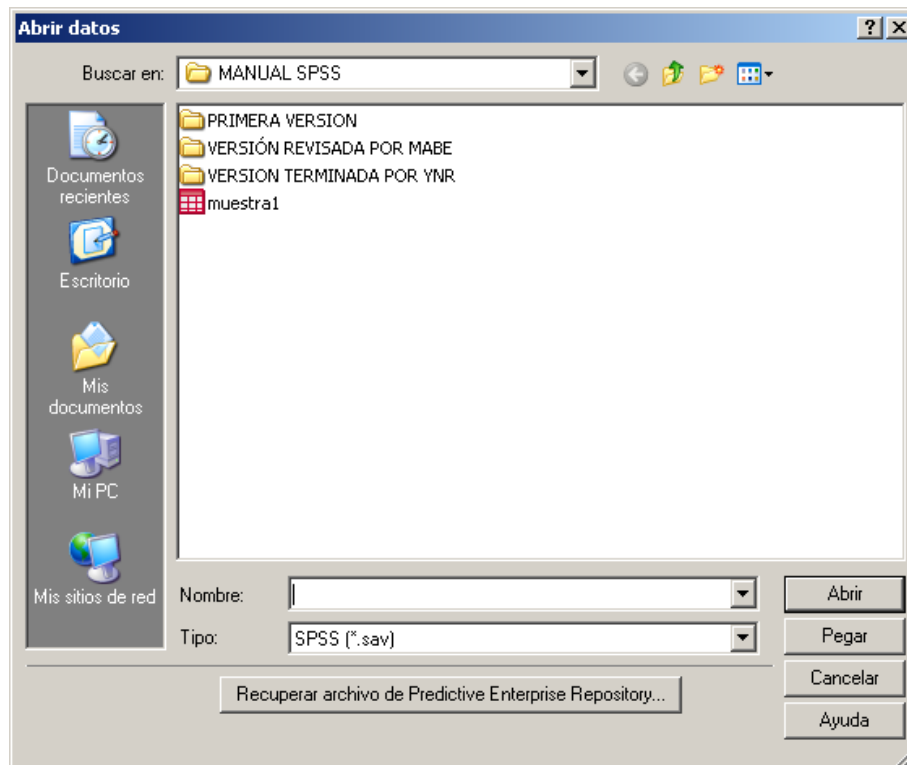 Abrir datos
Buscar en: MANUAL SPSS
Documentos
recientes
Escritorio
Mis
documentos
Mi PC
Mis sitios de red
PRIMERA VERSION
VERSIÓN REVISADA POR MABE
VERSION TERMINADA POR YNR
muestra1
Nombre:
Abrir
Tipo: SPSS (*.sav)
Pegar
Cancelar
Recuperar archivo de Predictive Enterprise Repository...
Ayuda